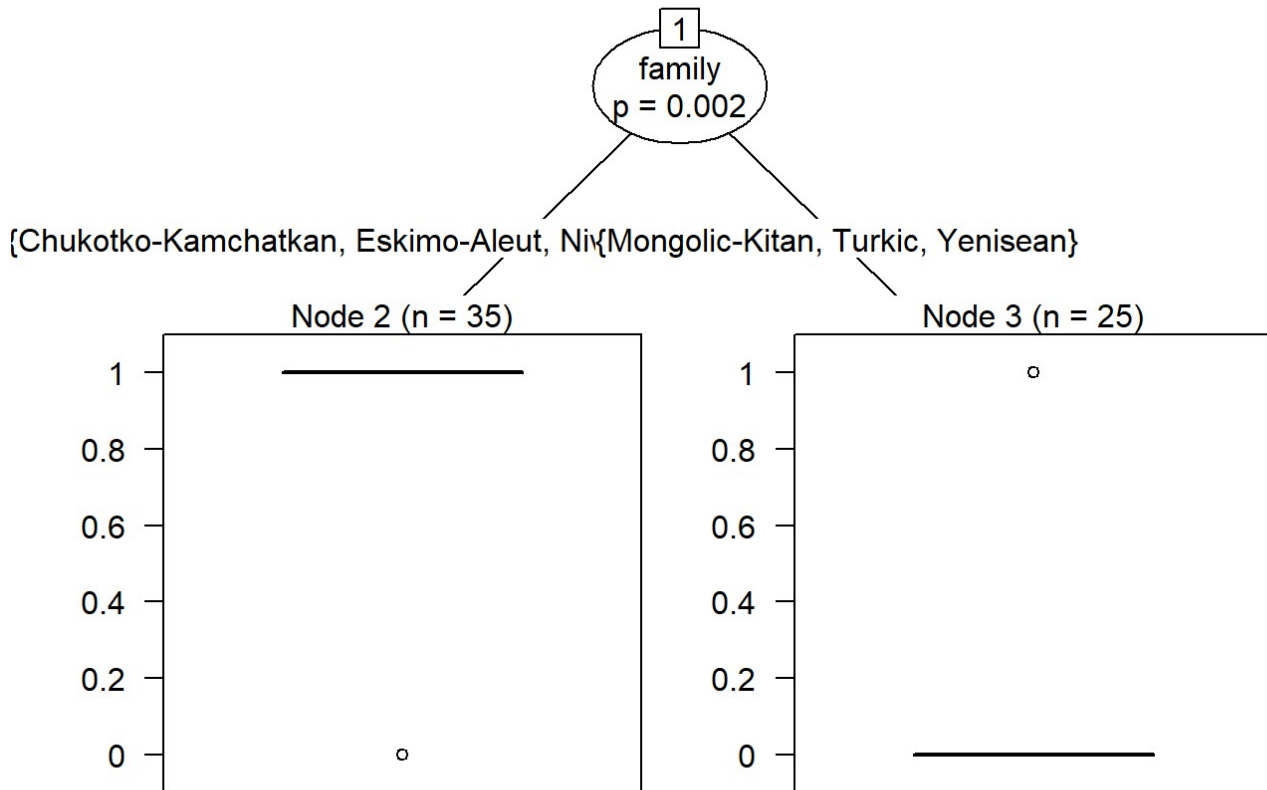 1
family
p = 0.002
{Chukotko-Kamchatkan, Eskimo-Aleut, {Mongolic-Kitan, Turkic, Yenisean}
Node 2 (n = 35)
1
0.8
0.6
0.4
0.2
0
Node 3 (n = 25)
1
0.8
0.6
0.4
0.2
0